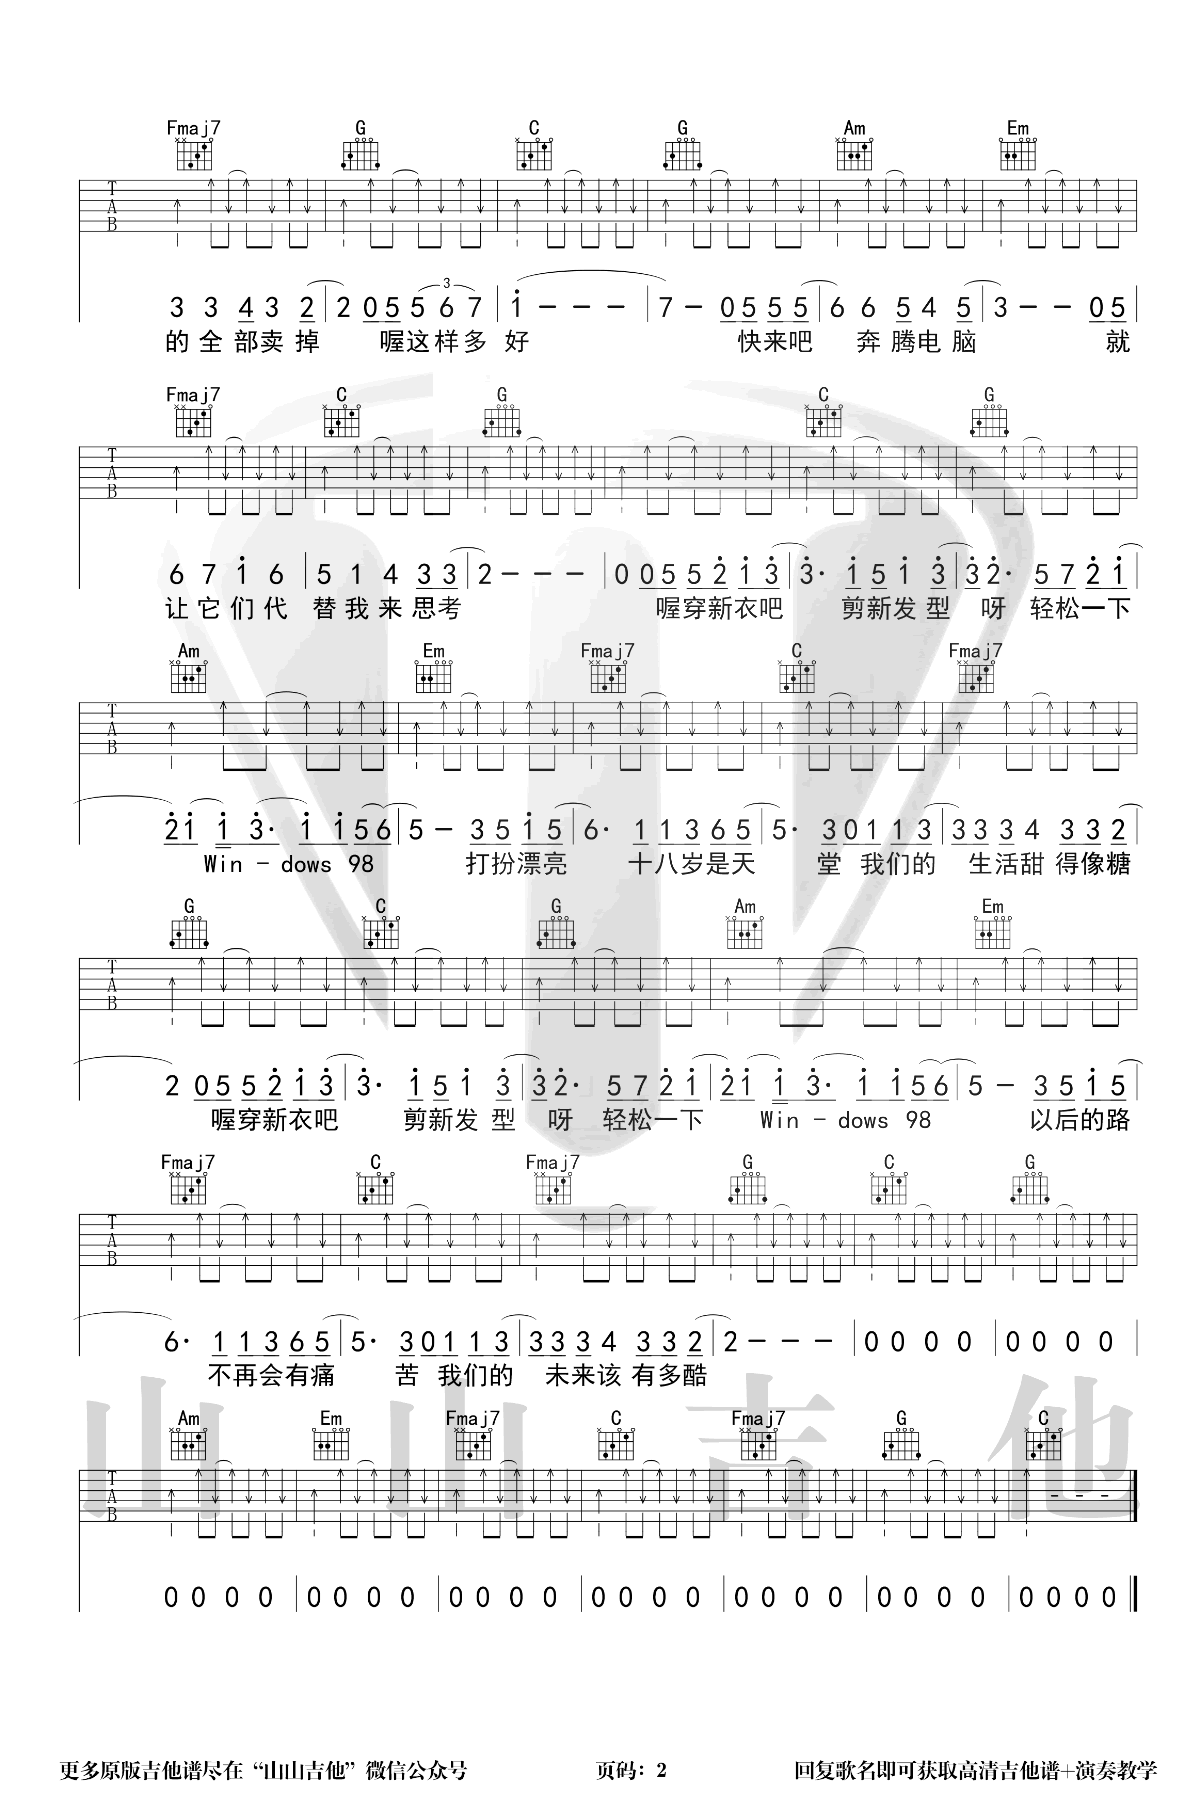 Fmaj7 G C G Am Em
T
A
B
3 3 4 3 2 | 2 0 5 5 6 7 | 1 - - - | 7 - 0 5 5 5 | 6 6 5 4 5 | 3 - - 0 5
3
的全部卖掉 喔这样多好 快来吧 奔腾电脑 就
Fmaj7 C G C G
T
A
B
6 7 1 6 | 5 1 4 3 3 | 2 - - - | 0 0 5 5 2 1 3 | 3· 1 5 1 3 | 3 2· 5 7 2 1
让它们代 替我来思考 喔穿新衣吧 剪新发型 呀 轻松一下
Am Em Fmaj7 C Fmaj7
T
A
B
2 1 1 3· 1 1 5 6 | 5 - 3 5 1 5 | 6· 1 1 3 6 5 | 5· 3 0 1 1 3 | 3 3 3 4 3 3 2
Win - dows 98 打扮漂亮 十八岁是天 堂 我们的 生活甜 得像糖
G C G Am Em
T
A
B
2 0 5 5 2 1 3 | 3· 1 5 1 3 | 3 2· 5 7 2 1 | 2 1 1 3· 1 1 5 6 | 5 - 3 5 1 5
喔穿新衣吧 剪新发型 呀 轻松一下 Win - dows 98 以后的路
Fmaj7 C Fmaj7 G C G
T
A
B
6· 1 1 3 6 5 | 5· 3 0 1 1 3 | 3 3 3 4 3 3 2 | 2 - - - | 0 0 0 0 | 0 0 0 0
不再会有痛 苦 我们的 未来该 有多酷
山山吉他
Am Em Fmaj7 C Fmaj7 G C
T
A
B
0 0 0 0 | 0 0 0 0 | 0 0 0 0 | 0 0 0 0 | 0 0 0 0 | 0 0 0 0 | 0 0 0 0
更多原版吉他谱尽在“山山吉他”微信公众号 页码：2 回复歌名即可获取高清吉他谱+演奏教学